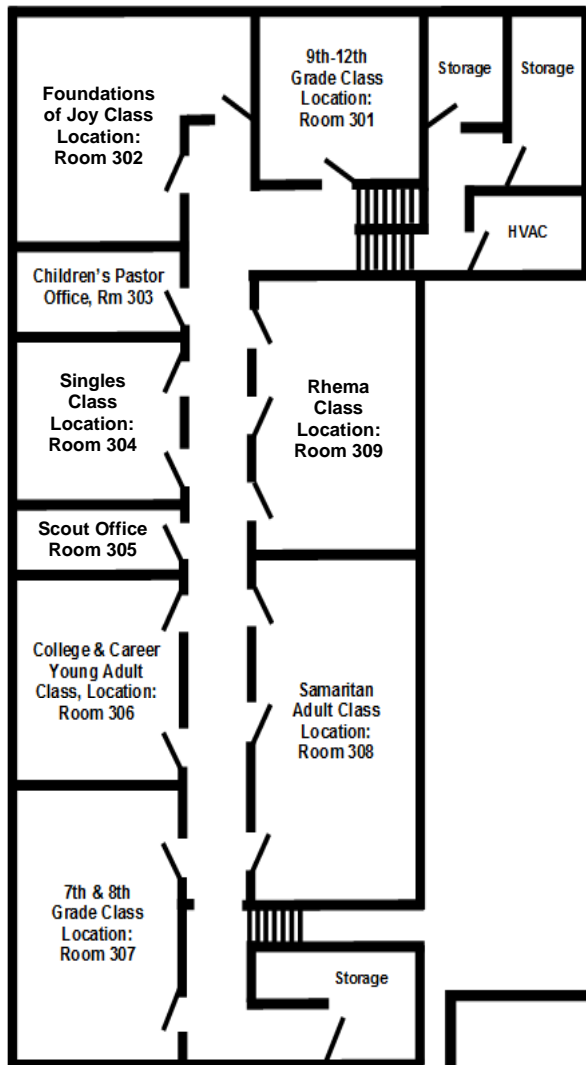 9th-12th
Grade Class
Location:
Room 301
Storage
Storage
Foundations
of Joy Class
Location:
Room 302
HVAC
Children's Pastor
Office, Rm 303
Singles
Class
Location:
Room 304
Rhema
Class
Location:
Room 309
Scout Office
Room 305
College & Career
Young Adult
Class, Location:
Room 306
Samaritan
Adult Class
Location:
Room 308
7th & 8th
Grade Class
Location:
Room 307
Storage